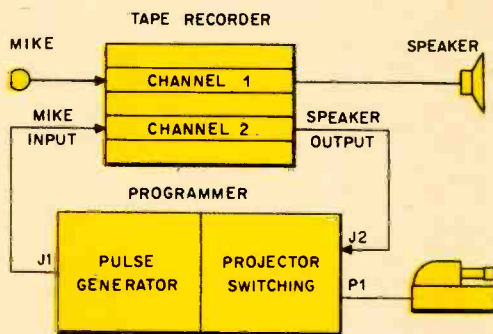 TAPE RECORDER
MIKE
SPEAKER
CHANNEL 1
MIKE
INPUT
CHANNEL 2
SPEAKER
OUTPUT
PROGRAMMER
J1
J2
PULSE
GENERATOR
PROJECTOR
SWITCHING
P1